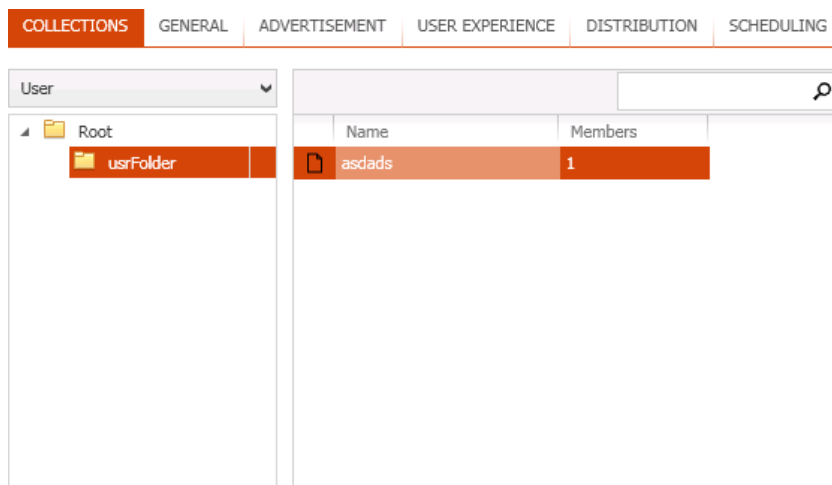 COLLECTIONS GENERAL ADVERTISEMENT USER EXPERIENCE DISTRIBUTION SCHEDULING
User
Root
usrFolder
Name Members
asdads 1